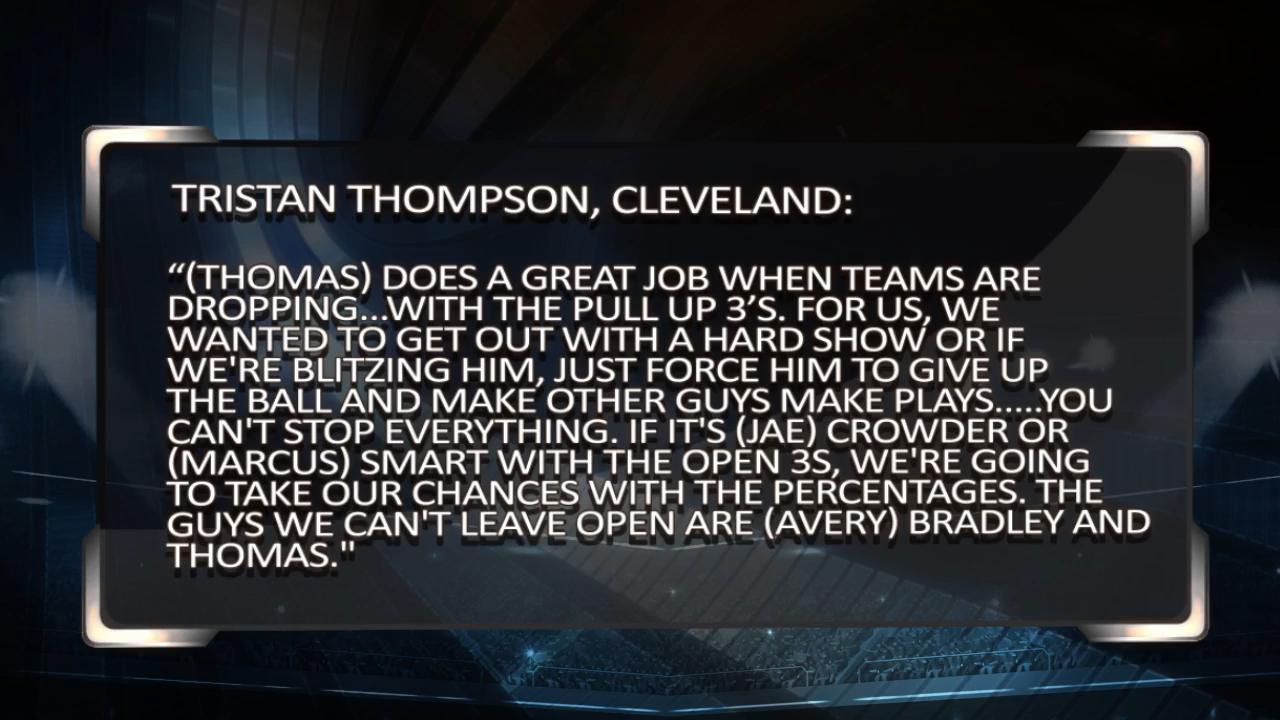 TRISTAN THOMPSON, CLEVELAND:
“(THOMAS) DOES A GREAT JOB WHEN TEAMS ARE
DROPPING...WITH THE PULL UP 3’S. FOR US, WE
WANTED TO GET OUT WITH A HARD SHOW OR IF
WE'RE BLITZING HIM, JUST FORCE HIM TO GIVE UP
THE BALL AND MAKE OTHER GUYS MAKE PLAYS.....YOU
CAN'T STOP EVERYTHING. IF IT'S (JAE) CROWDER OR
(MARCUS) SMART WITH THE OPEN 3S, WE'RE GOING
TO TAKE OUR CHANCES WITH THE PERCENTAGES. THE
GUYS WE CAN'T LEAVE OPEN ARE (AVERY) BRADLEY AND
THOMAS."